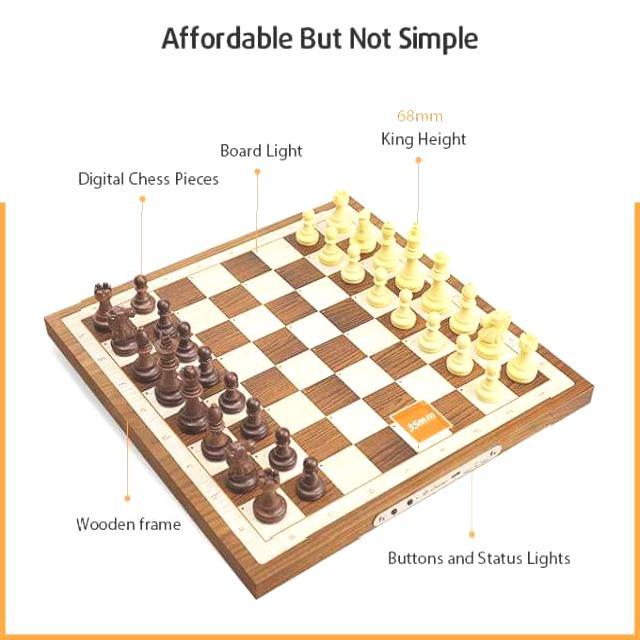 Affordable But Not Simple
68mm
King Height
Board Light
Digital Chess Pieces
35mm
Wooden frame
Buttons and Status Lights